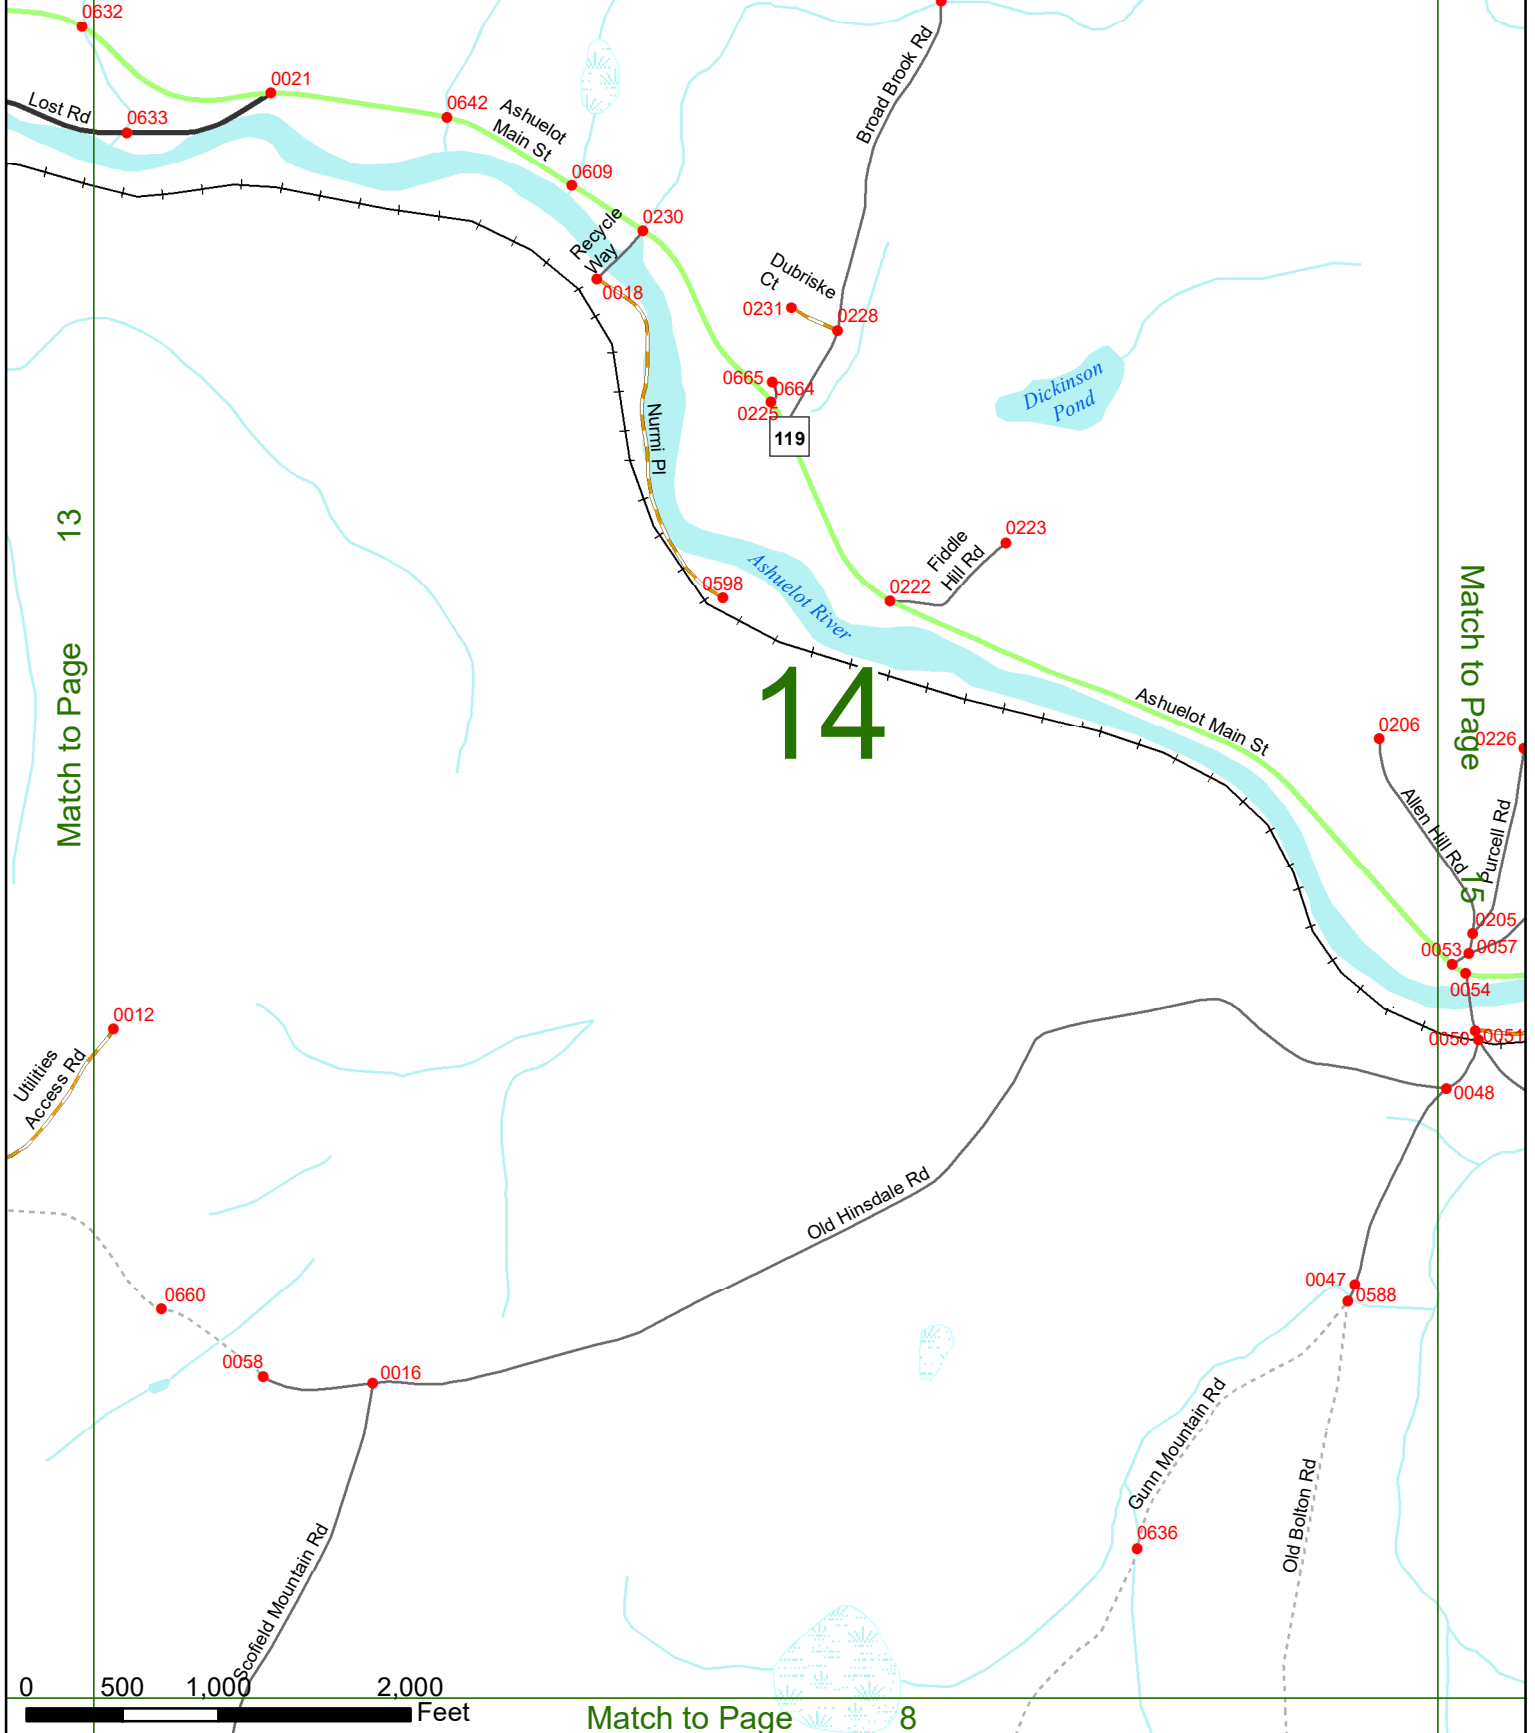 0632
0021
Lost Rd
0633
0642
Ashuelot
Main St
Broad Brook Rd
0609
0230
Recycle
Way
0018
Dubriske
Ct
0231
0228
0665
0664
0225
119
Dickinson
Pond
Nurmi Pl
13
Match to Page
0598
Ashuelot River
Fiddle
Hill Rd
0223
0222
14
Ashuelot Main St
Match to Page
15
0206
0226
Allen Hill Rd
Purcell Rd
0205
0053
0057
0054
0050
0051
0048
0012
Utilities
Access Rd
Old Hinsdale Rd
0660
0058
0016
0047
0588
Gunn Mountain Rd
Old Bolton Rd
0636
Scofield Mountain Rd
0 500 1,000 2,000
Feet
Match to Page 8